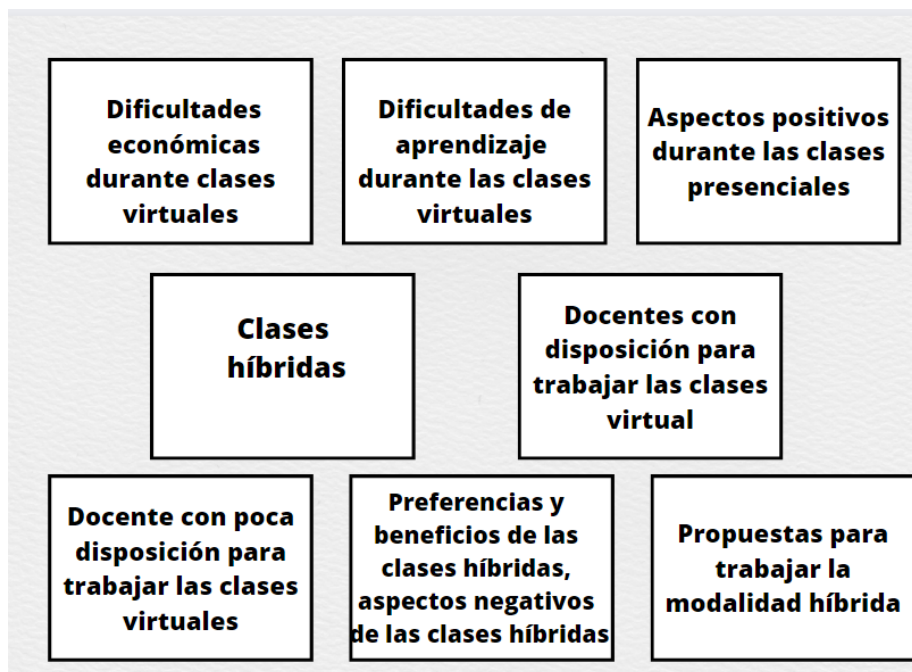 Dificultades
económicas
durante clases
virtuales
Dificultades de
aprendizaje
durante las clases
virtuales
Aspectos positivos
durante las clases
presenciales
Clases
híbridas
Docentes con
disposición para
trabajar las clases
virtual
Docente con poca
disposición para
trabajar las clases
virtuales
Preferencias y
beneficios de las
clases híbridas,
aspectos negativos
de las clases híbridas
Propuestas para
trabajar la
modalidad híbrida